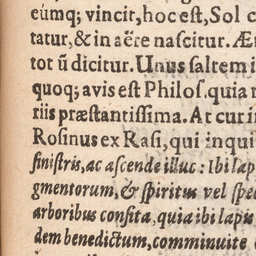 eúmq; vincit, hoc eſt, Sol c
tatur, & in aëre naſcitur. Æt
tot ũ dicitur. Unus ſaltem i
quoq; avis eſt Philoſ. quia n
riis præſtantiſſima. At cur i
Roſinus ex Raſi, qui inqui
ſiniſtris, ac aſcende illuc: Ibi lap
gmentorum, & ſpiritus vel ſpe
arboribus conſita, quia ibi lapis
dem benedictum, comminuite